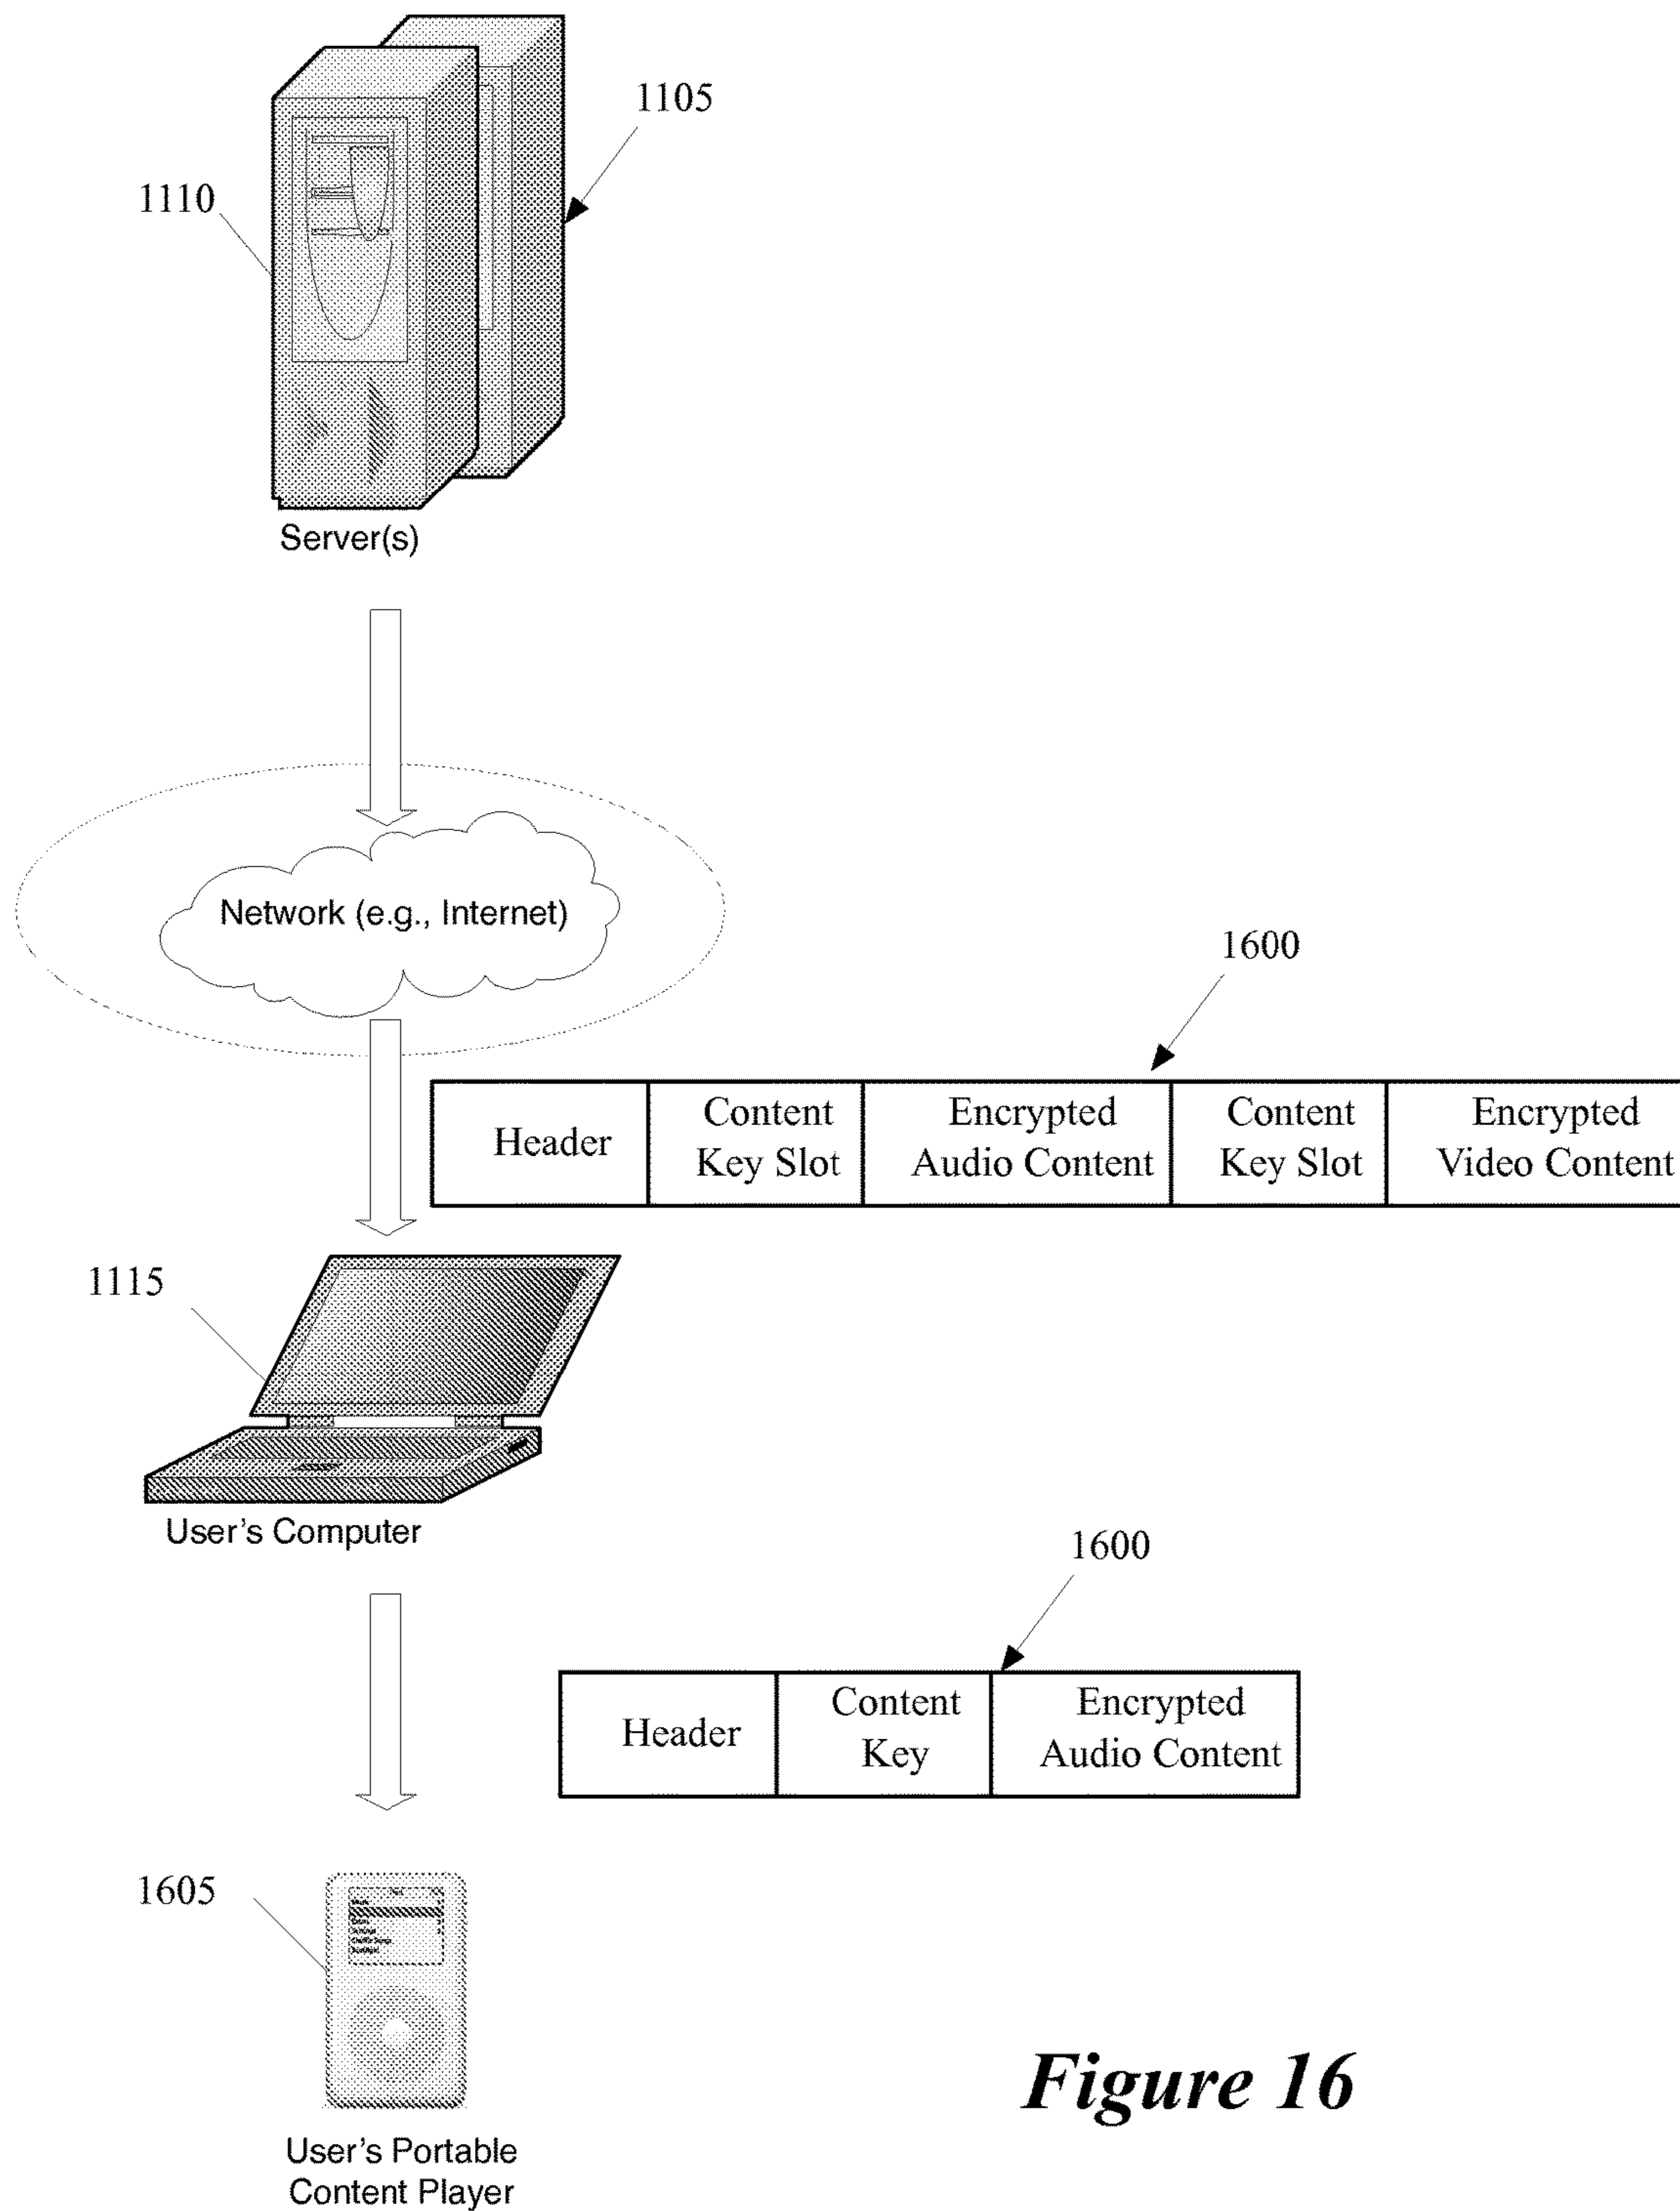 1105
1110
Server(s)
Network (e.g., Internet)
1600
Header
Content
Key Slot
Encrypted
Audio Content
Content
Key Slot
Encrypted
Video Content
1115
User's Computer
1600
Header
Content
Key
Encrypted
Audio Content
1605
User's Portable
Content Player
Figure 16